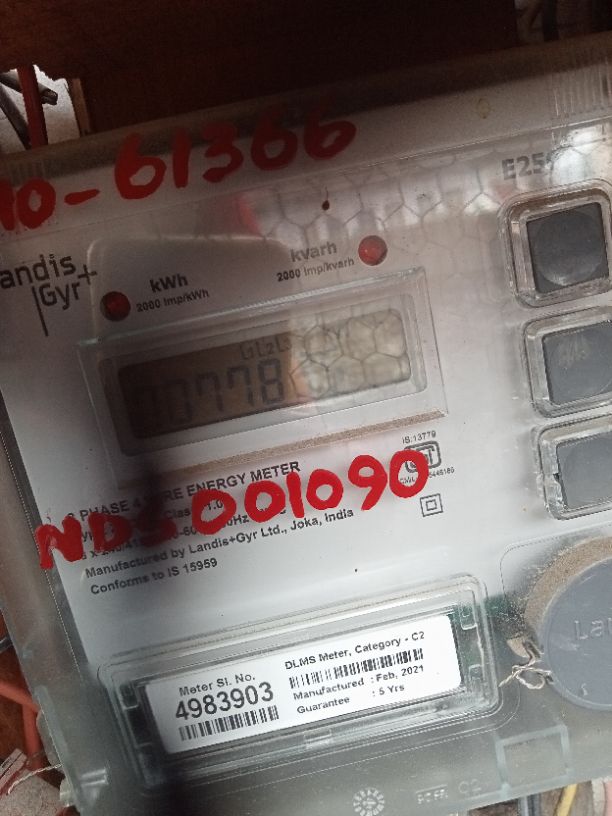 10-61366
E25
andis
Gyr+
kWh
2000 Imp/kWh
kvarh
2000 Imp/kvarh
L1L2L3
0778
IS:13779
PHASE 4 WIRE ENERGY METER
NDS001090
Manufactured by Landis+Gyr Ltd., Joka, India
Conforms to IS 15959
Meter Sl. No.
4983903
DLMS Meter, Category - C2
Manufactured : Feb, 2021
Guarantee : 5 Yrs
Lan